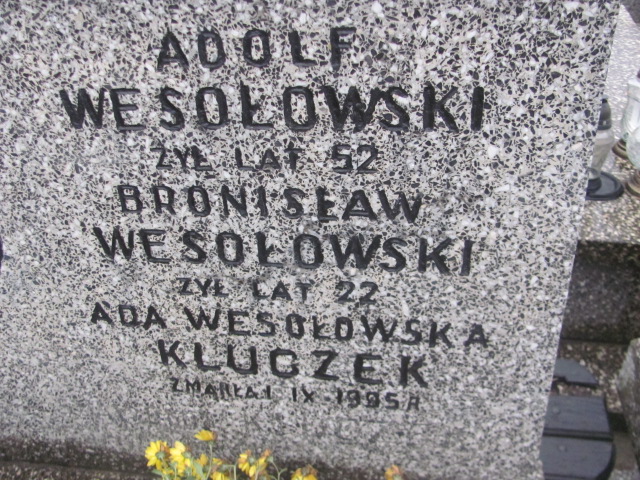 ADOLF
WESOŁOWSKI
ŻYŁ LAT 52
BRONISŁAW
WESOŁOWSKI
ŻYŁ LAT 22
ADA WESOŁOWSKA
KLUCZEK
ZMARŁA 1 IX 1995 R